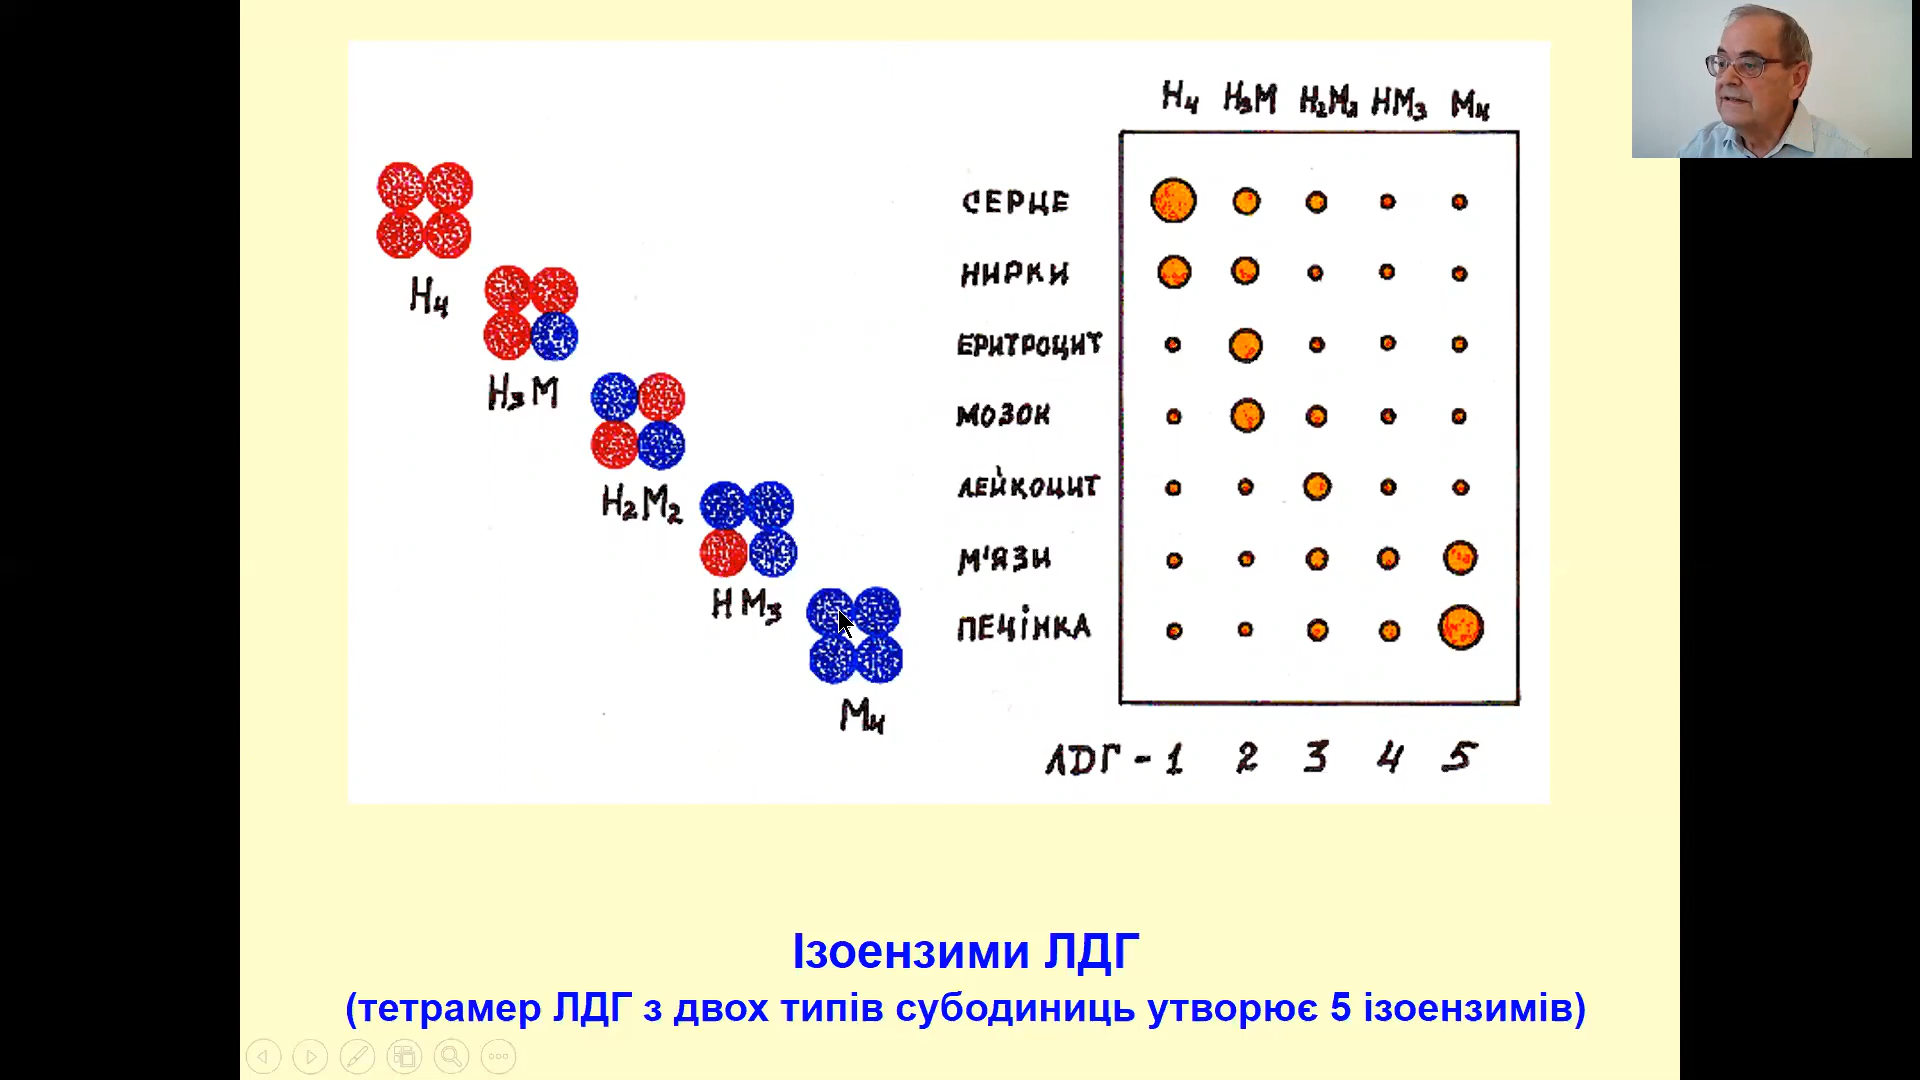 H4
H3M
H2M2
HM3
M4
H4 H3M H2M2 HM3 M4
СЕРЦЕ
НИРКИ
ЕРИТРОЦИТ
МОЗОК
ЛЕЙКОЦИТ
М'ЯЗИ
ПЕЧІНКА
ЛДГ - 1 2 3 4 5
Ізоензими ЛДГ
(тетрамер ЛДГ з двох типів субодиниць утворює 5 ізоензимів)